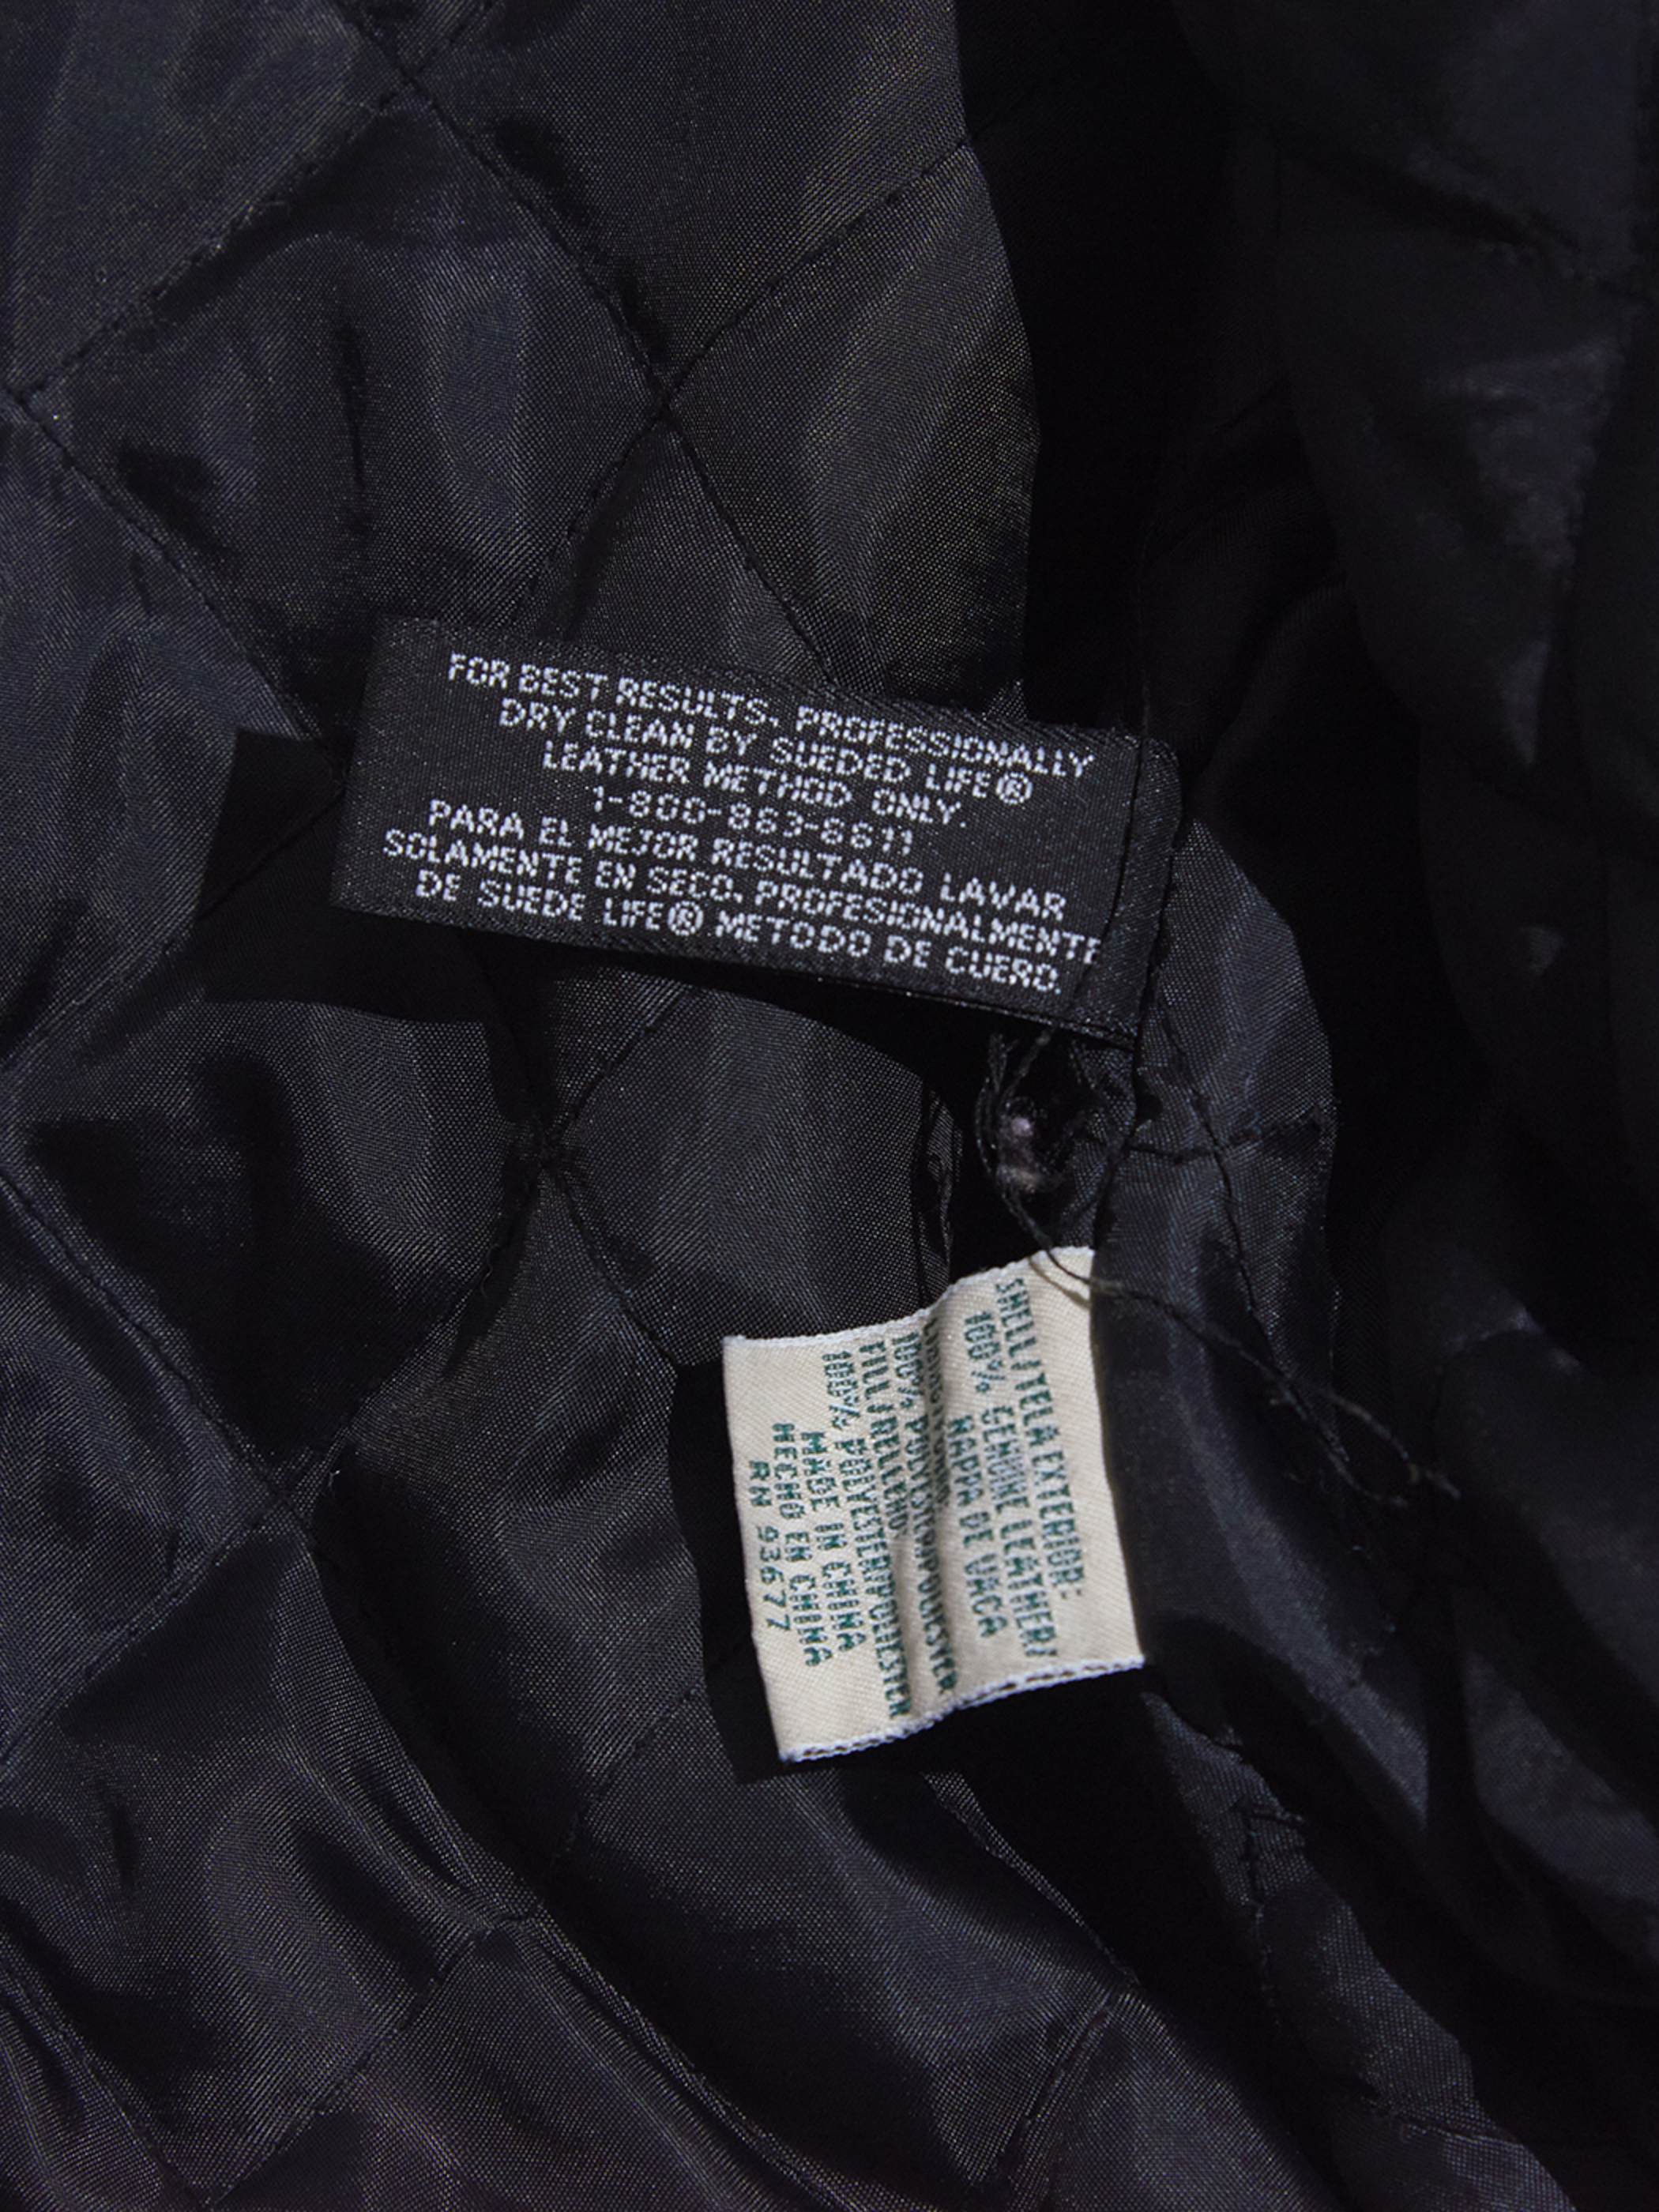 FOR BEST RESULTS, PROFESSIONALLY
DRY CLEAN BY SUEDED LIFE®
LEATHER METHOD ONLY.
1-800-863-6611
PARA EL MEJOR RESULTADO LAVAR
SOLAMENTE EN SECO, PROFESIONALMENTE
DE SUEDE LIFE® METODO DE CUERO.
SHELL/TELA EXTERIOR:
100% GENUINE LEATHER/
NAPPA DE VACA
100% POLYESTER/POLIESTER
FILL/RELLENO:
100% POLYESTER/POLIESTER
MADE IN CHINA
HECHO EN CHINA
RN 93677